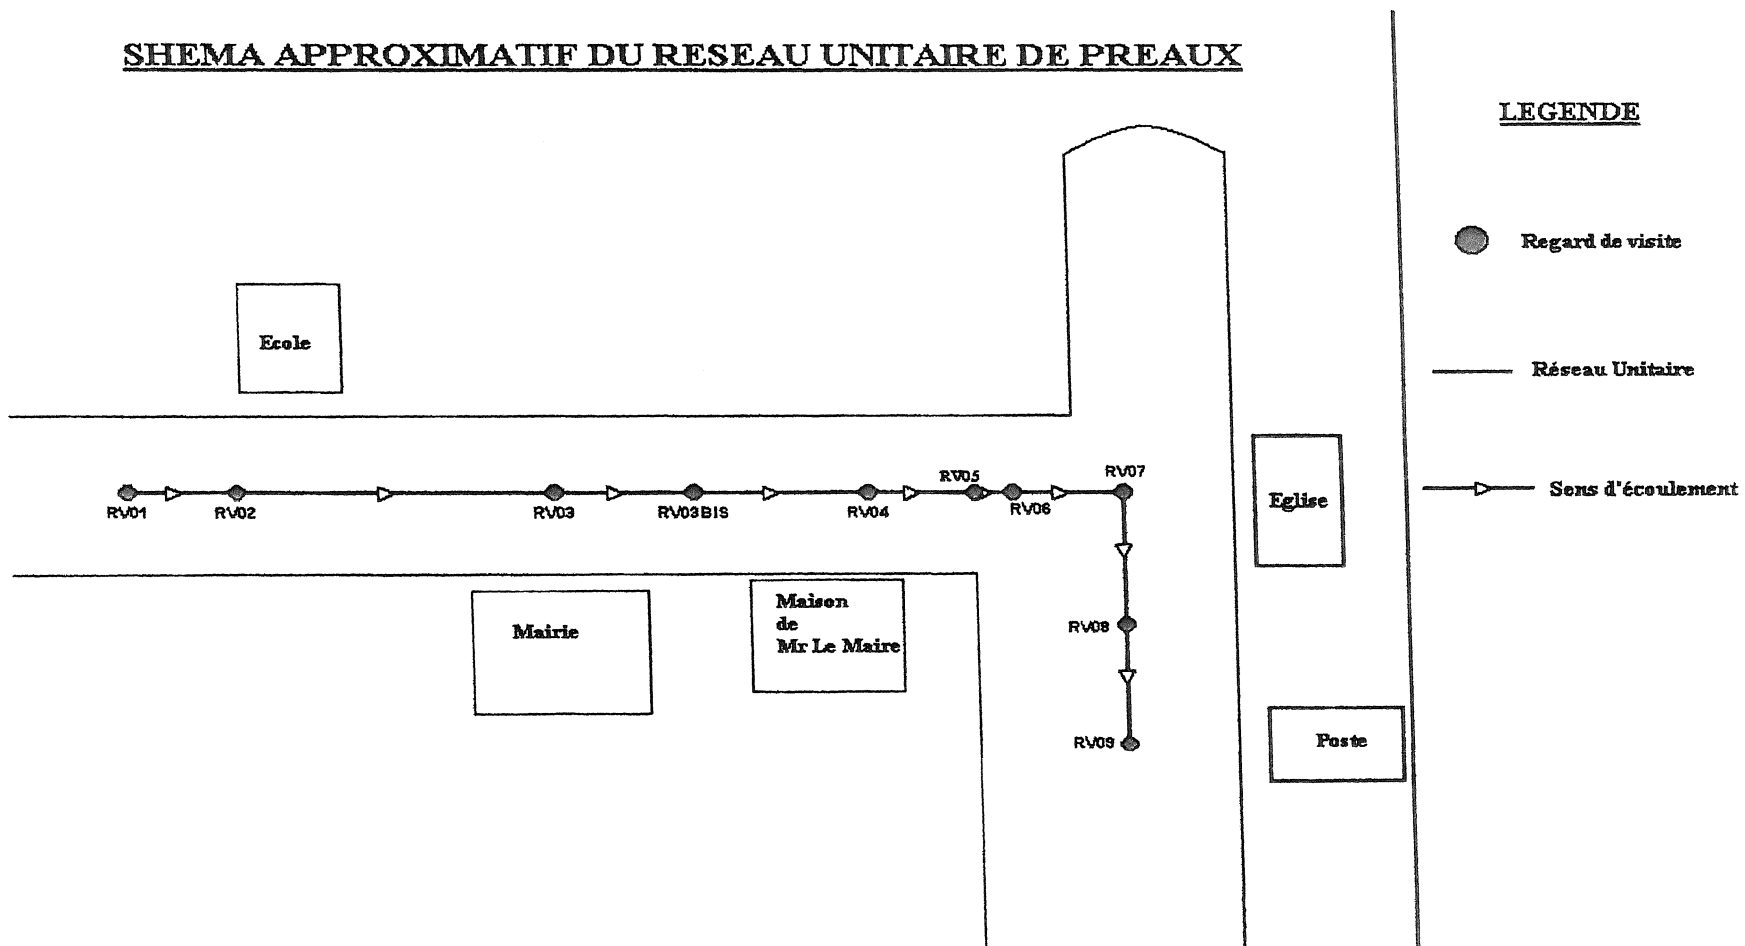 SHEMA APPROXIMATIF DU RESEAU UNITAIRE DE PREAUX
LEGENDE
Regard de visite
Réseau Unitaire
Sens d'écoulement
Ecole
RV01
RV02
RV03
RV03BIS
RV04
RV05
RV06
RV07
Eglise
Mairie
Maison
de
Mr Le Maire
RV08
RV09
Poste